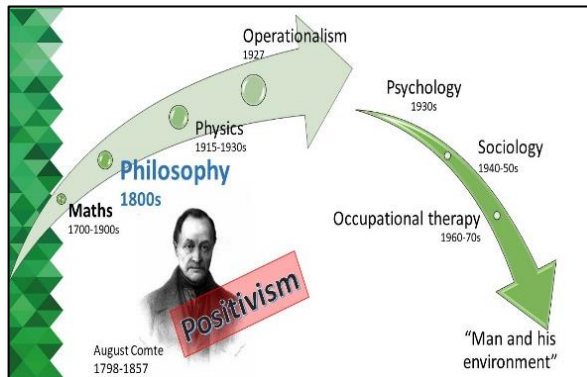 Operationalism
1927
Psychology
1930s
Physics
1915-1930s
Sociology
1940-50s
Philosophy
1800s
Maths
1700-1900s
Occupational therapy
1960-70s
Positivism
August Comte
1798-1857
“Man and his
environment”